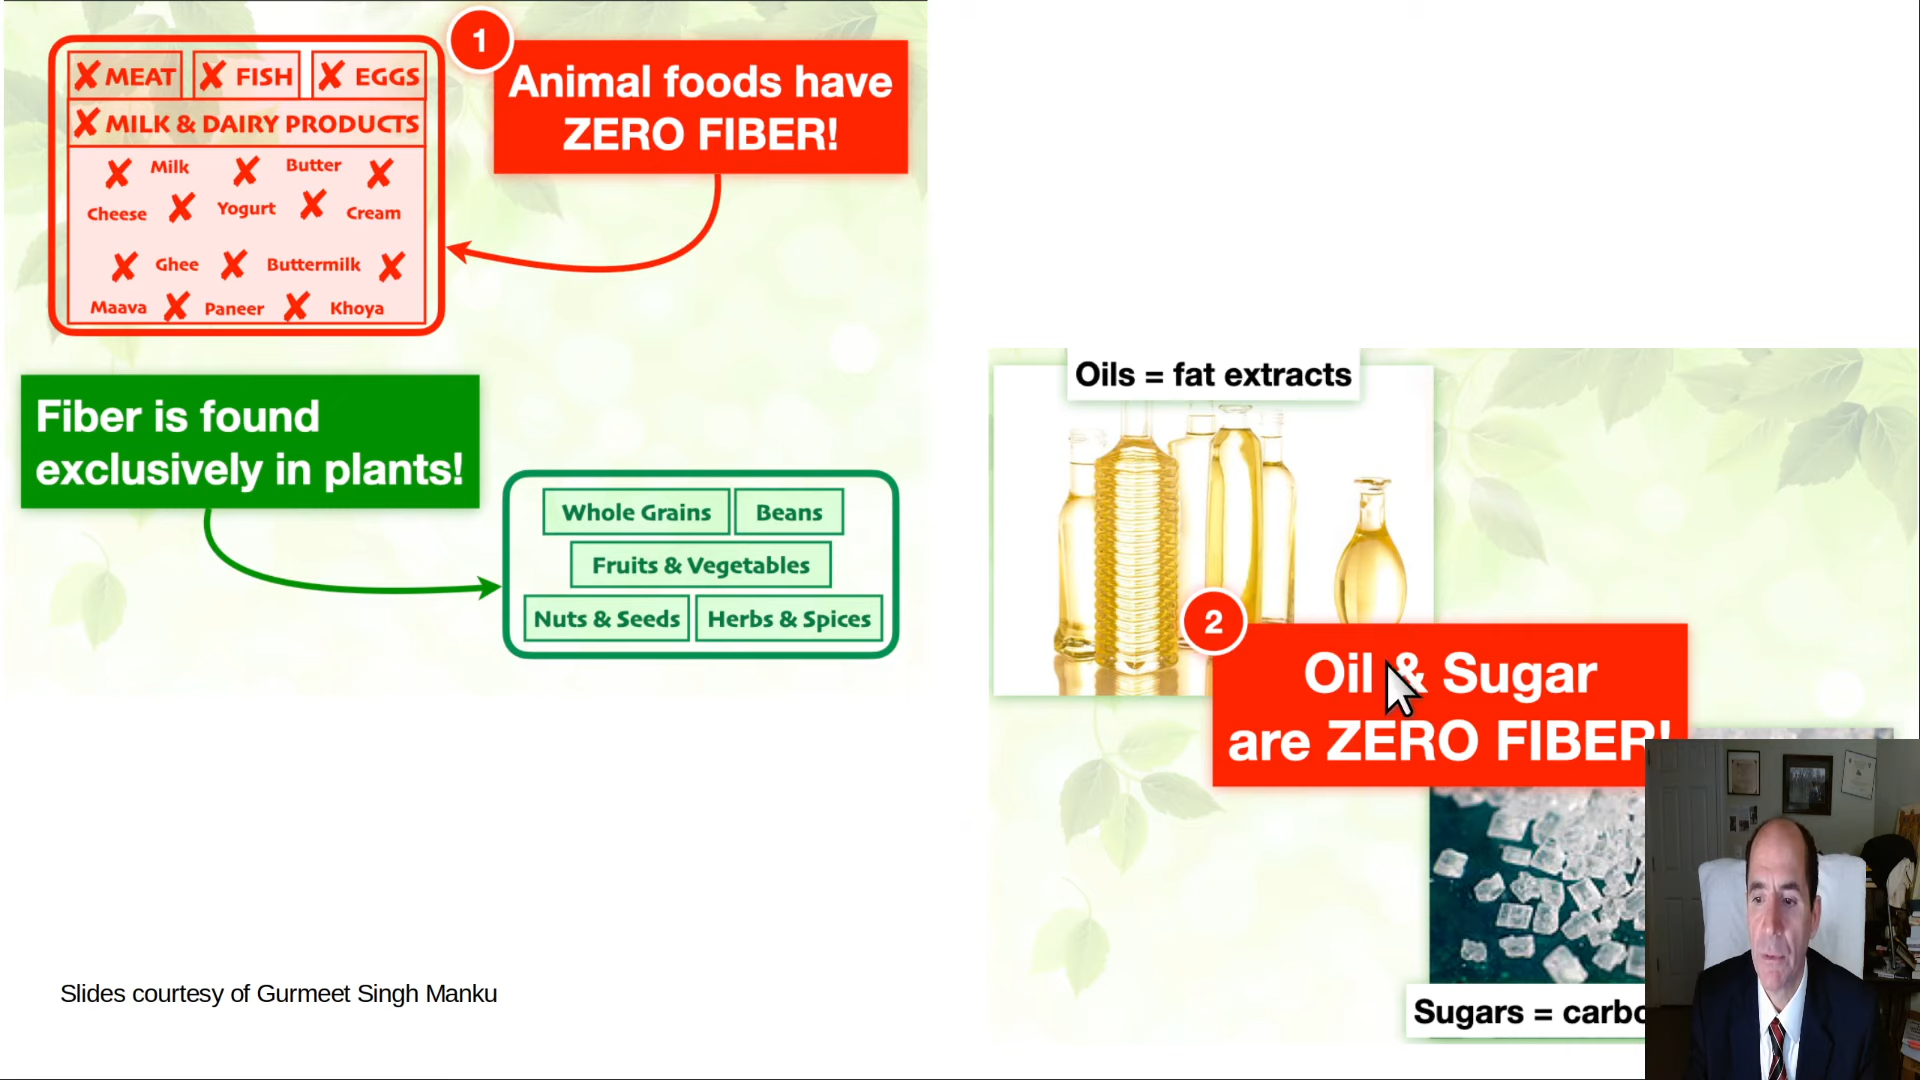 1
Animal foods have
ZERO FIBER!
✗ MEAT ✗ FISH ✗ EGGS
✗ MILK & DAIRY PRODUCTS
✗ Milk ✗ Butter ✗
Cheese ✗ Yogurt ✗ Cream
✗ Ghee ✗ Buttermilk ✗
Maava ✗ Paneer ✗ Khoya
Fiber is found
exclusively in plants!
Whole Grains Beans
Fruits & Vegetables
Nuts & Seeds Herbs & Spices
Slides courtesy of Gurmeet Singh Manku
Oils = fat extracts
2
Oil & Sugar
are ZERO FIBER!
Sugars =